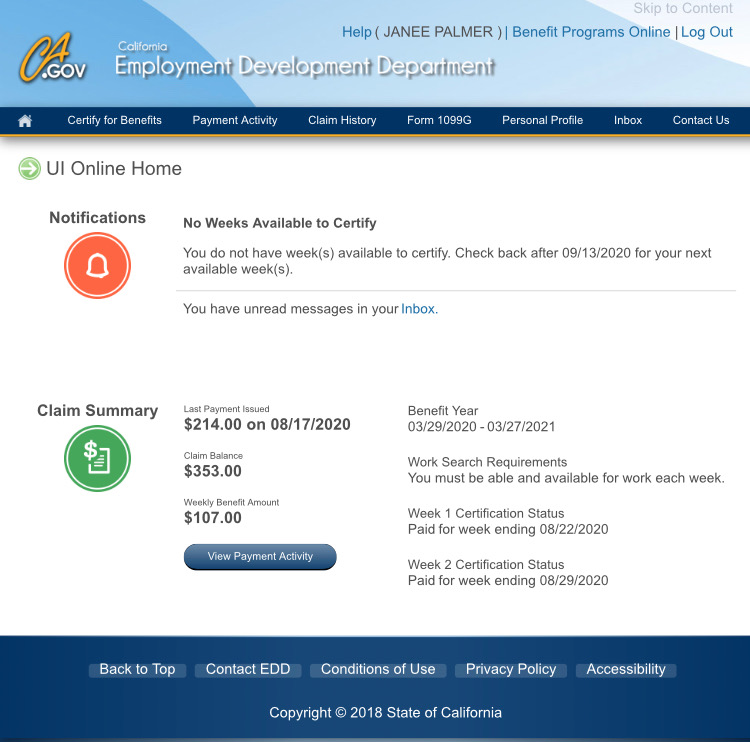 Skip to Content
Help ( JANEE PALMER ) | Benefit Programs Online | Log Out
CA.GOV
California
Employment Development Department
Certify for Benefits Payment Activity Claim History Form 1099G Personal Profile Inbox Contact Us
UI Online Home
Notifications
No Weeks Available to Certify
You do not have week(s) available to certify. Check back after 09/13/2020 for your next
available week(s).
You have unread messages in your Inbox.
Claim Summary
Last Payment Issued
$214.00 on 08/17/2020
Claim Balance
$353.00
Weekly Benefit Amount
$107.00
View Payment Activity
Benefit Year
03/29/2020 - 03/27/2021
Work Search Requirements
You must be able and available for work each week.
Week 1 Certification Status
Paid for week ending 08/22/2020
Week 2 Certification Status
Paid for week ending 08/29/2020
Back to Top Contact EDD Conditions of Use Privacy Policy Accessibility
Copyright © 2018 State of California